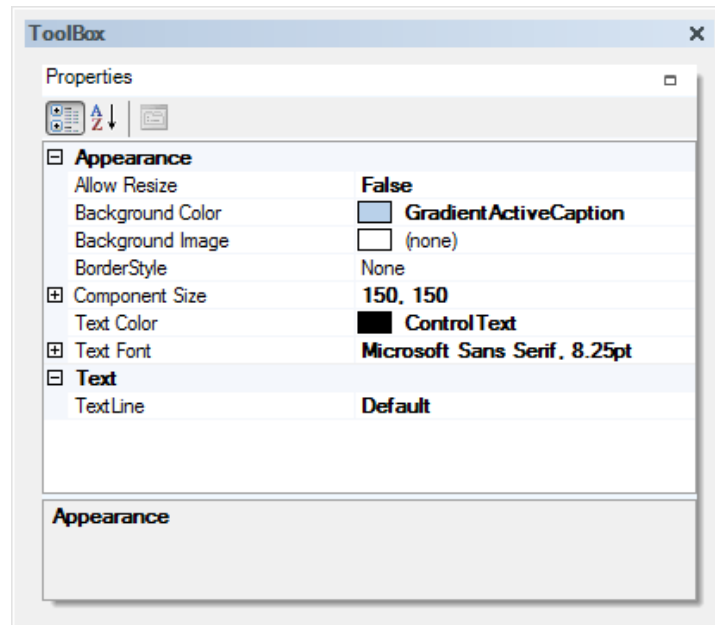 ToolBox
Properties
A
Z
Appearance
Allow Resize False
Background Color GradientActiveCaption
Background Image (none)
BorderStyle None
Component Size 150, 150
Text Color ControlText
Text Font Microsoft Sans Serif, 8.25pt
Text
TextLine Default
Appearance